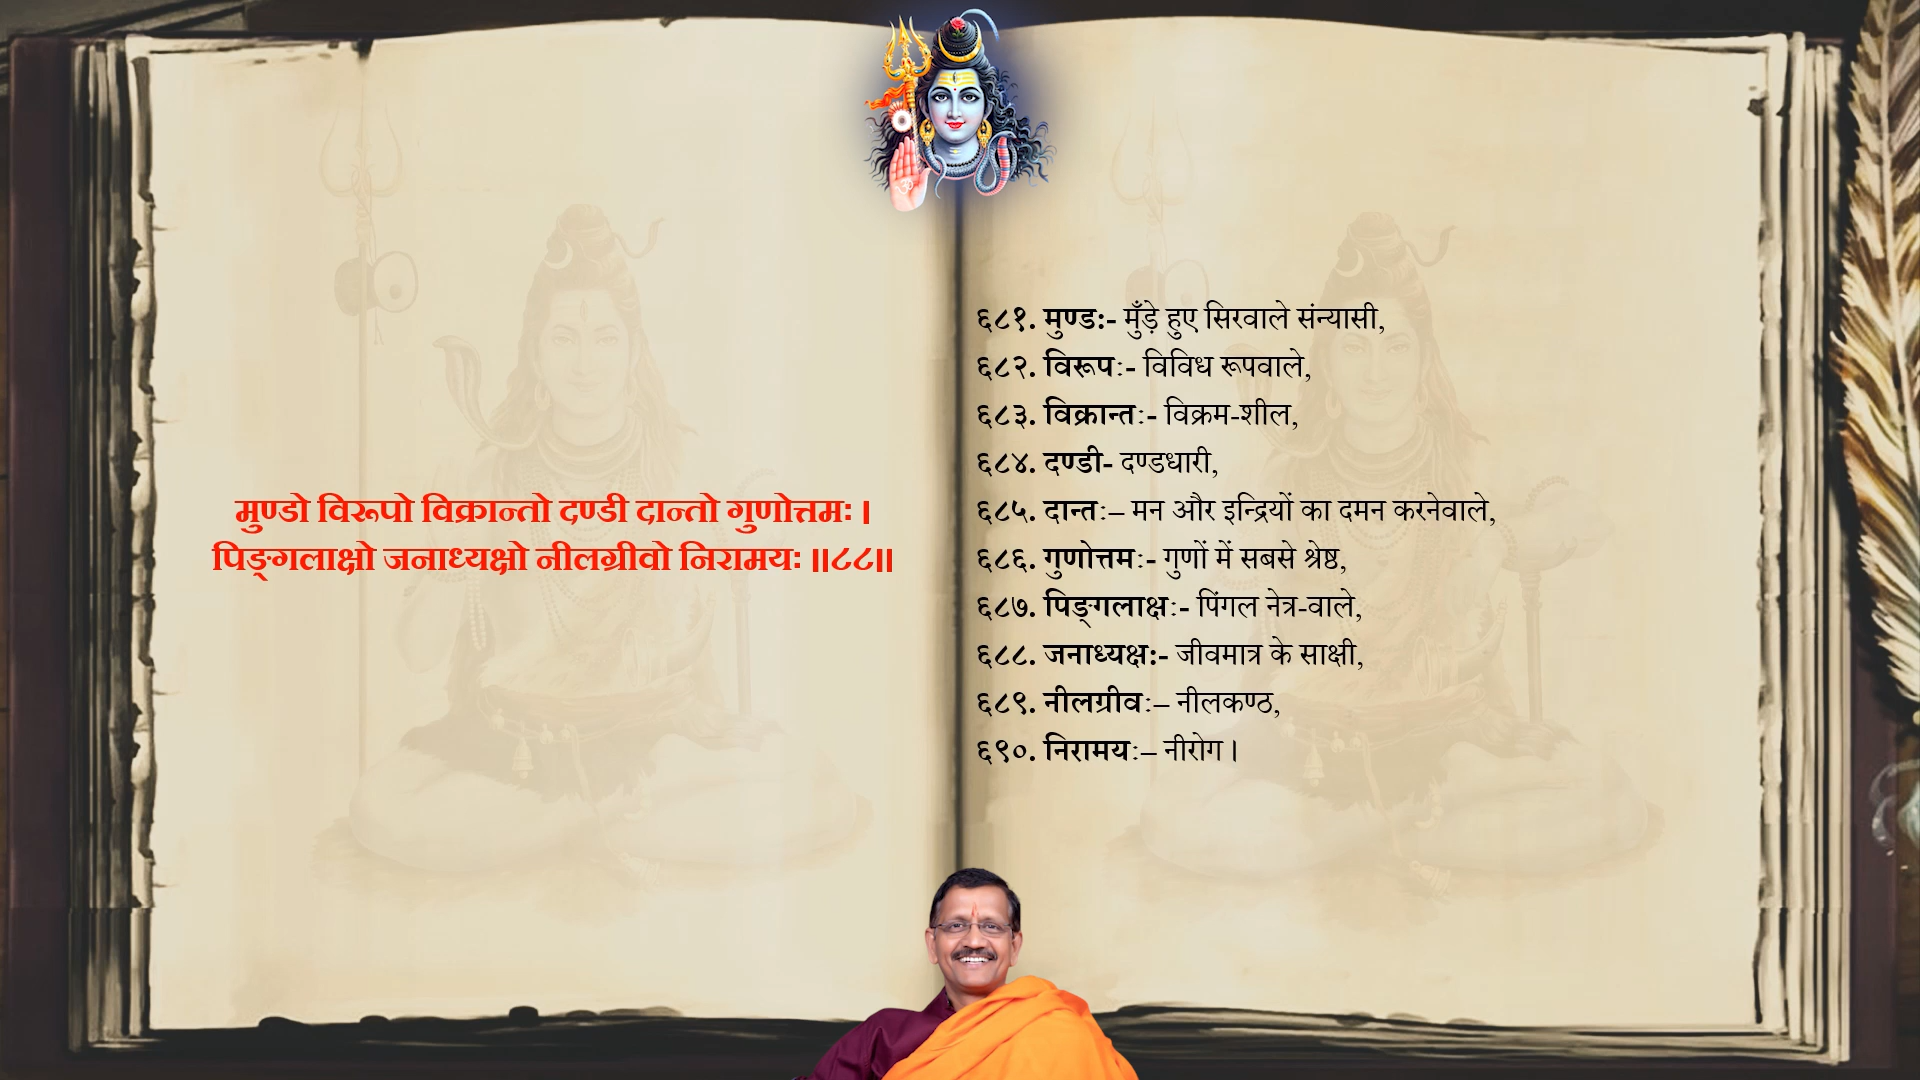 मुण्डो विरूपो विक्रान्तो दण्डी दान्तो गुणोत्तमः ।
पिङ्गलाक्षो जनाध्यक्षो नीलग्रीवो निरामयः ॥८८॥
६८१. मुण्डः- मुँड़े हुए सिरवाले संन्यासी,
६८२. विरूपः- विविध रूपवाले,
६८३. विक्रान्तः- विक्रम-शील,
६८४. दण्डी- दण्डधारी,
६८५. दान्तः– मन और इन्द्रियों का दमन करनेवाले,
६८६. गुणोत्तमः- गुणों में सबसे श्रेष्ठ,
६८७. पिङ्गलाक्षः- पिंगल नेत्र-वाले,
६८८. जनाध्यक्षः- जीवमात्र के साक्षी,
६८९. नीलग्रीवः– नीलकण्ठ,
६९०. निरामयः– नीरोग ।